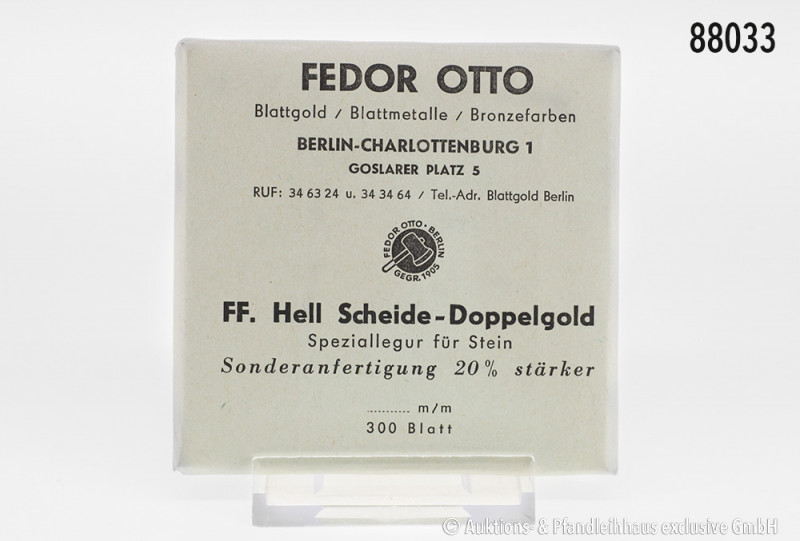 88033
FEDOR OTTO
Blattgold / Blattmetalle / Bronzefarben
BERLIN-CHARLOTTENBURG 1
GOSLARER PLATZ 5
RUF: 34 63 24 u. 34 34 64 / Tel.-Adr. Blattgold Berlin
FEDOR OTTO · BERLIN
GEGR. 1905
FF. Hell Scheide-Doppelgold
Speziallegur für Stein
Sonderanfertigung 20% stärker
............ m/m
300 Blatt
© Auktions- & Pfandleihhaus exclusive GmbH